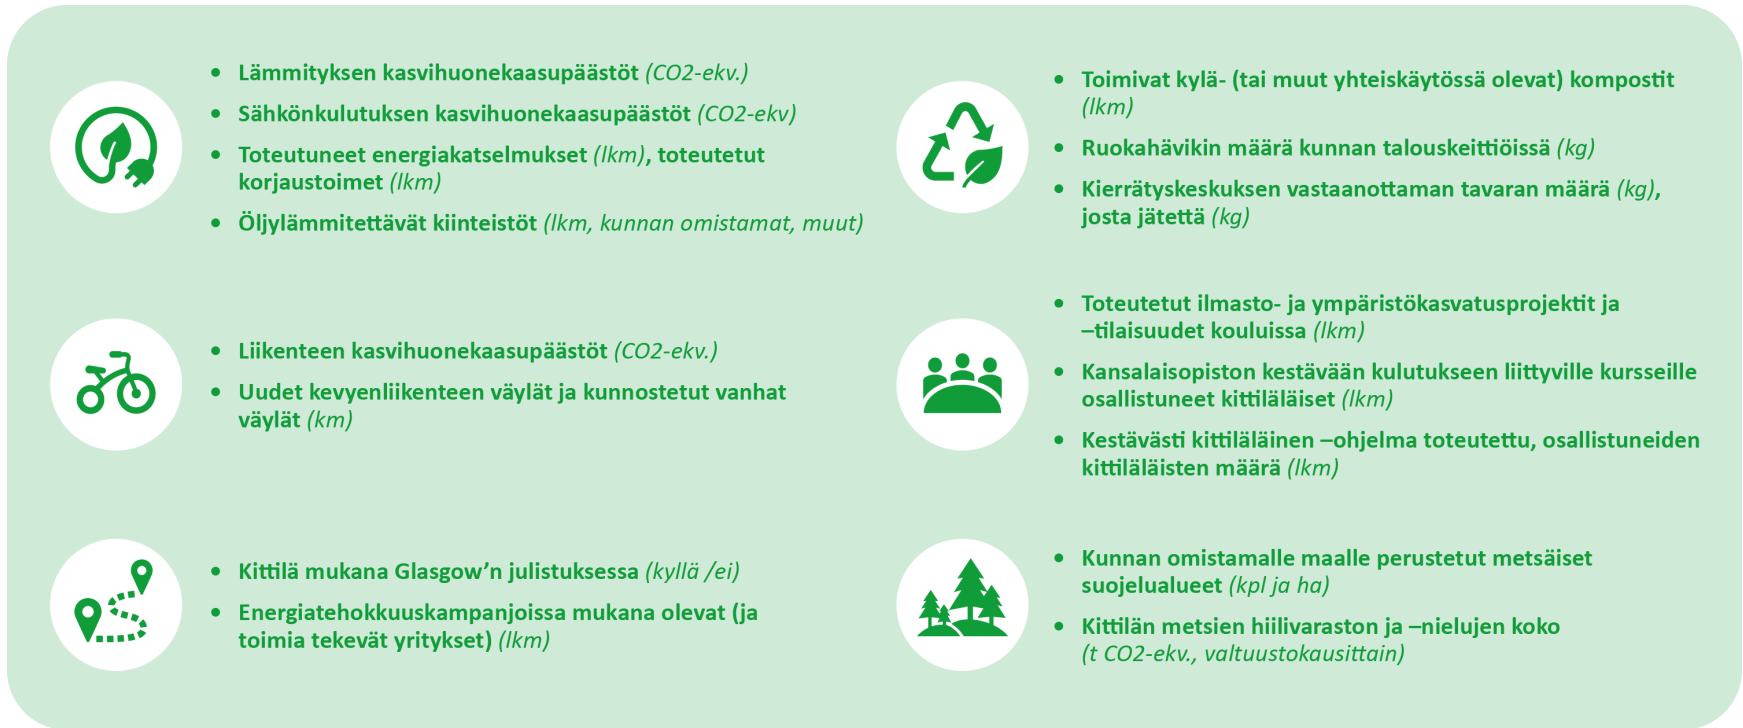 • Lämmityksen kasvihuonekaasupäästöt (CO2-ekv.)
• Sähkönkulutuksen kasvihuonekaasupäästöt (CO2-ekv)
• Toteutuneet energiakatselmukset (lkm), toteutetut
korjaustoimet (lkm)
• Öljylämmitettävät kiinteistöt (lkm, kunnan omistamat, muut)
• Liikenteen kasvihuonekaasupäästöt (CO2-ekv.)
• Uudet kevyenliikenteen väylät ja kunnostetut vanhat
väylät (km)
• Kittilä mukana Glasgow’n julistuksessa (kyllä /ei)
• Energiatehokkuuskampanjoissa mukana olevat (ja
toimia tekevät yritykset) (lkm)
• Toimivat kylä- (tai muut yhteiskäytössä olevat) kompostit
(lkm)
• Ruokahävikin määrä kunnan talouskeittiöissä (kg)
• Kierrätyskeskuksen vastaanottaman tavaran määrä (kg),
josta jätettä (kg)
• Toteutetut ilmasto- ja ympäristökasvatusprojektit ja
–tilaisuudet kouluissa (lkm)
• Kansalaisopiston kestävään kulutukseen liittyville kursseille
osallistuneet kittiläläiset (lkm)
• Kestävästi kittiläläinen –ohjelma toteutettu, osallistuneiden
kittiläläisten määrä (lkm)
• Kunnan omistamalle maalle perustetut metsäiset
suojelualueet (kpl ja ha)
• Kittilän metsien hiilivaraston ja –nielujen koko
(t CO2-ekv., valtuustokausittain)